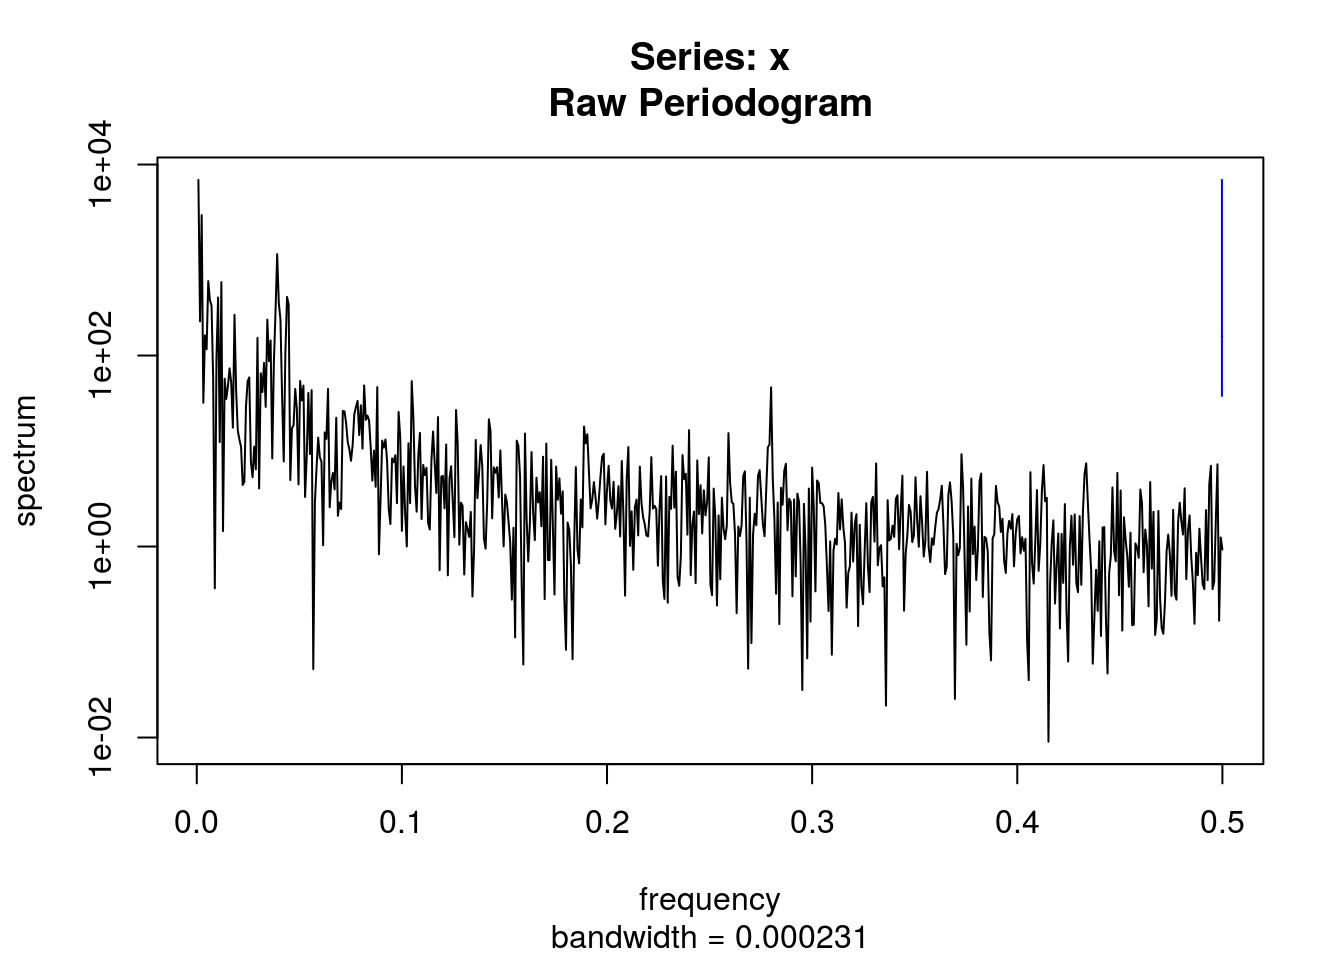 Series: x
Raw Periodogram
spectrum
1e+04
1e+02
1e+00
1e-02
0.0 0.1 0.2 0.3 0.4 0.5
frequency
bandwidth = 0.000231